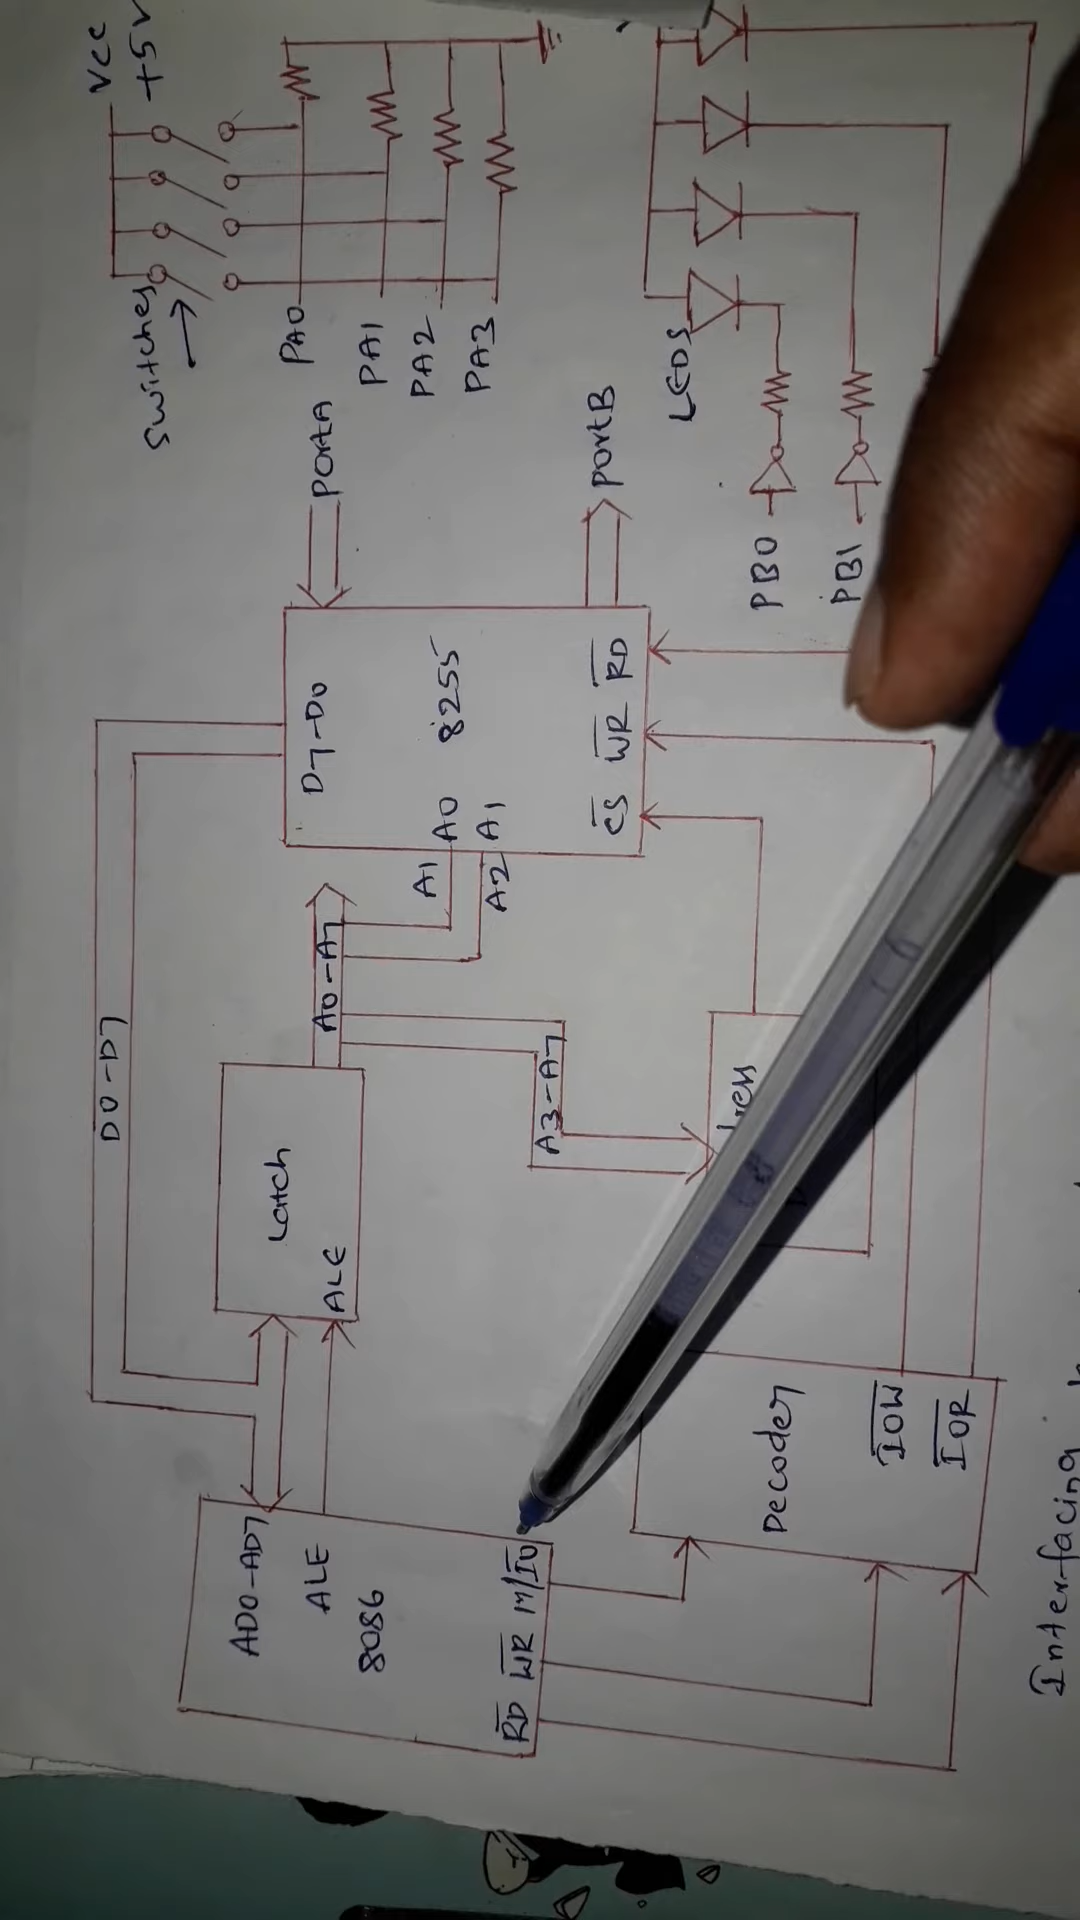 Vcc
+5V
Switches
PA0
PA1
PA2
PA3
PortA
D0-D7
D7-D0
8255
A0
A1
CS WR RD
A1
A2
PortB
LEDS
PB0
PB1
A0-A7
Latch
ALE
A3-A7
AD0-AD7
ALE
8086
RD WR M/IO
Decoder
IOW
IOR
Interfacing